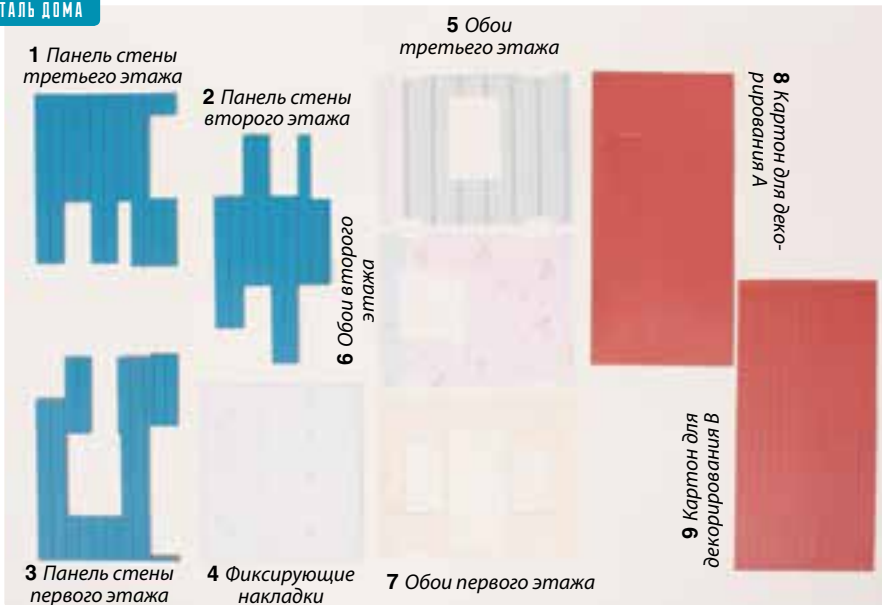 ТАЛЬ ДОМА
1 Панель стены
третьего этажа
2 Панель стены
второго этажа
5 Обои
третьего этажа
8 Картон для деко-
рирования А
6 Обои второго
этажа
9 Картон для
декорирования В
3 Панель стены
первого этажа
4 Фиксирующие
накладки
7 Обои первого этажа